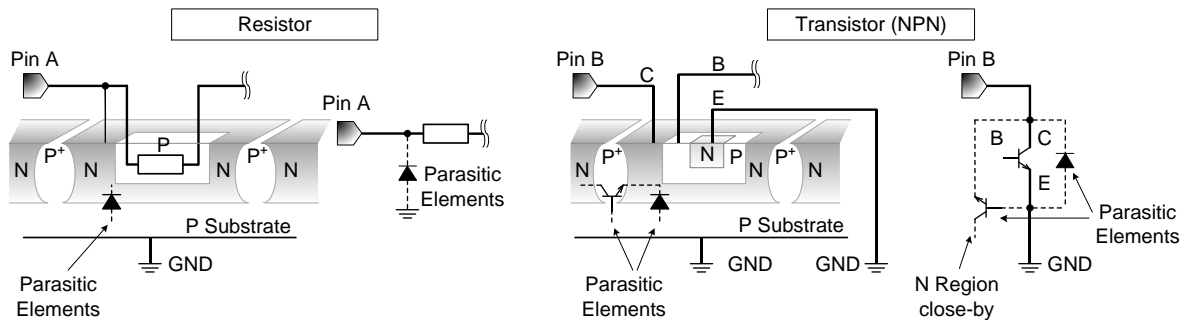 Resistor
Pin A
P
N
P+
N
N
P+
N
P Substrate
GND
Parasitic
Elements
Pin A
Parasitic
Elements
Transistor (NPN)
Pin B
C
B
E
N
P+
N
N
P
N
P+
N
P Substrate
GND
GND
Parasitic
Elements
Pin B
B
C
E
Parasitic
Elements
GND
N Region
close-by